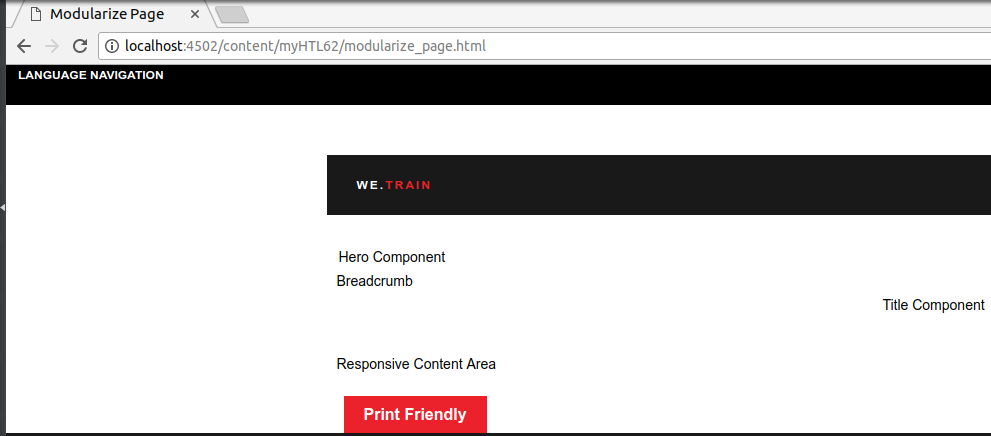 Modularize Page
localhost:4502/content/myHTL62/modularize_page.html
LANGUAGE NAVIGATION
WE.TRAIN
Hero Component
Breadcrumb
Title Component
Responsive Content Area
Print Friendly